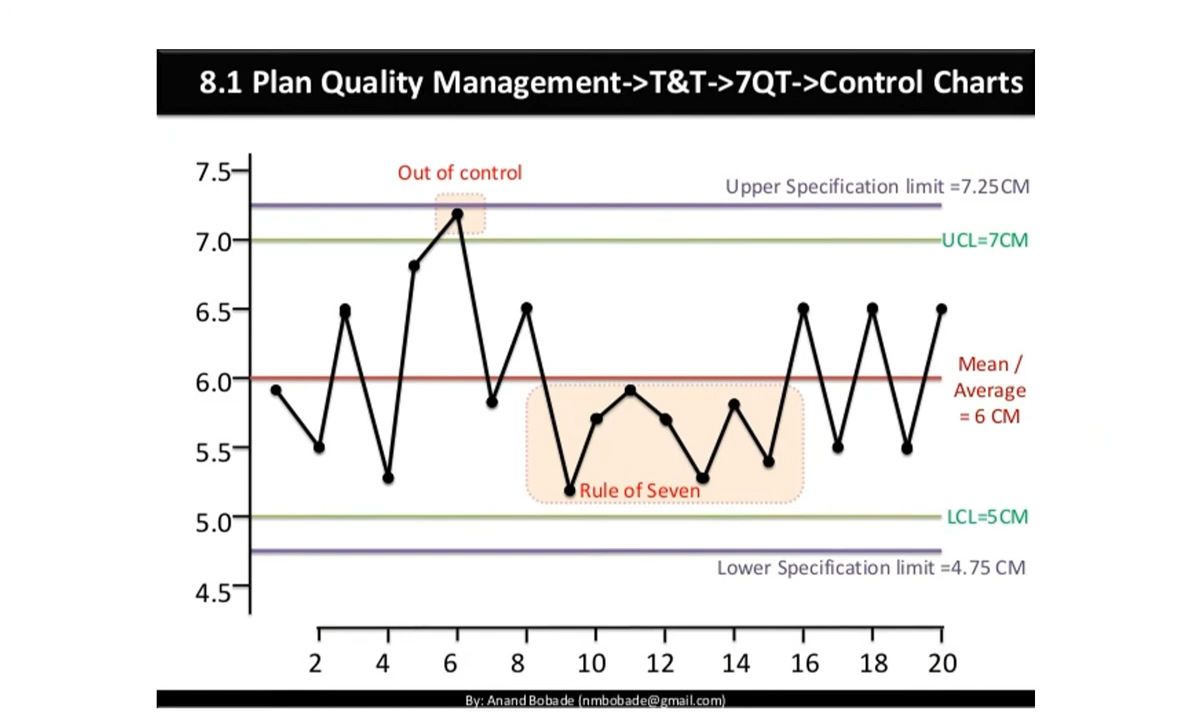 8.1 Plan Quality Management->T&T->7QT->Control Charts
7.5
Out of control
Upper Specification limit =7.25CM
7.0
UCL=7CM
6.5
6.0
Mean /
Average
= 6 CM
5.5
Rule of Seven
5.0
LCL=5CM
Lower Specification limit =4.75 CM
4.5
2 4 6 8 10 12 14 16 18 20
By: Anand Bobade (nmbobade@gmail.com)